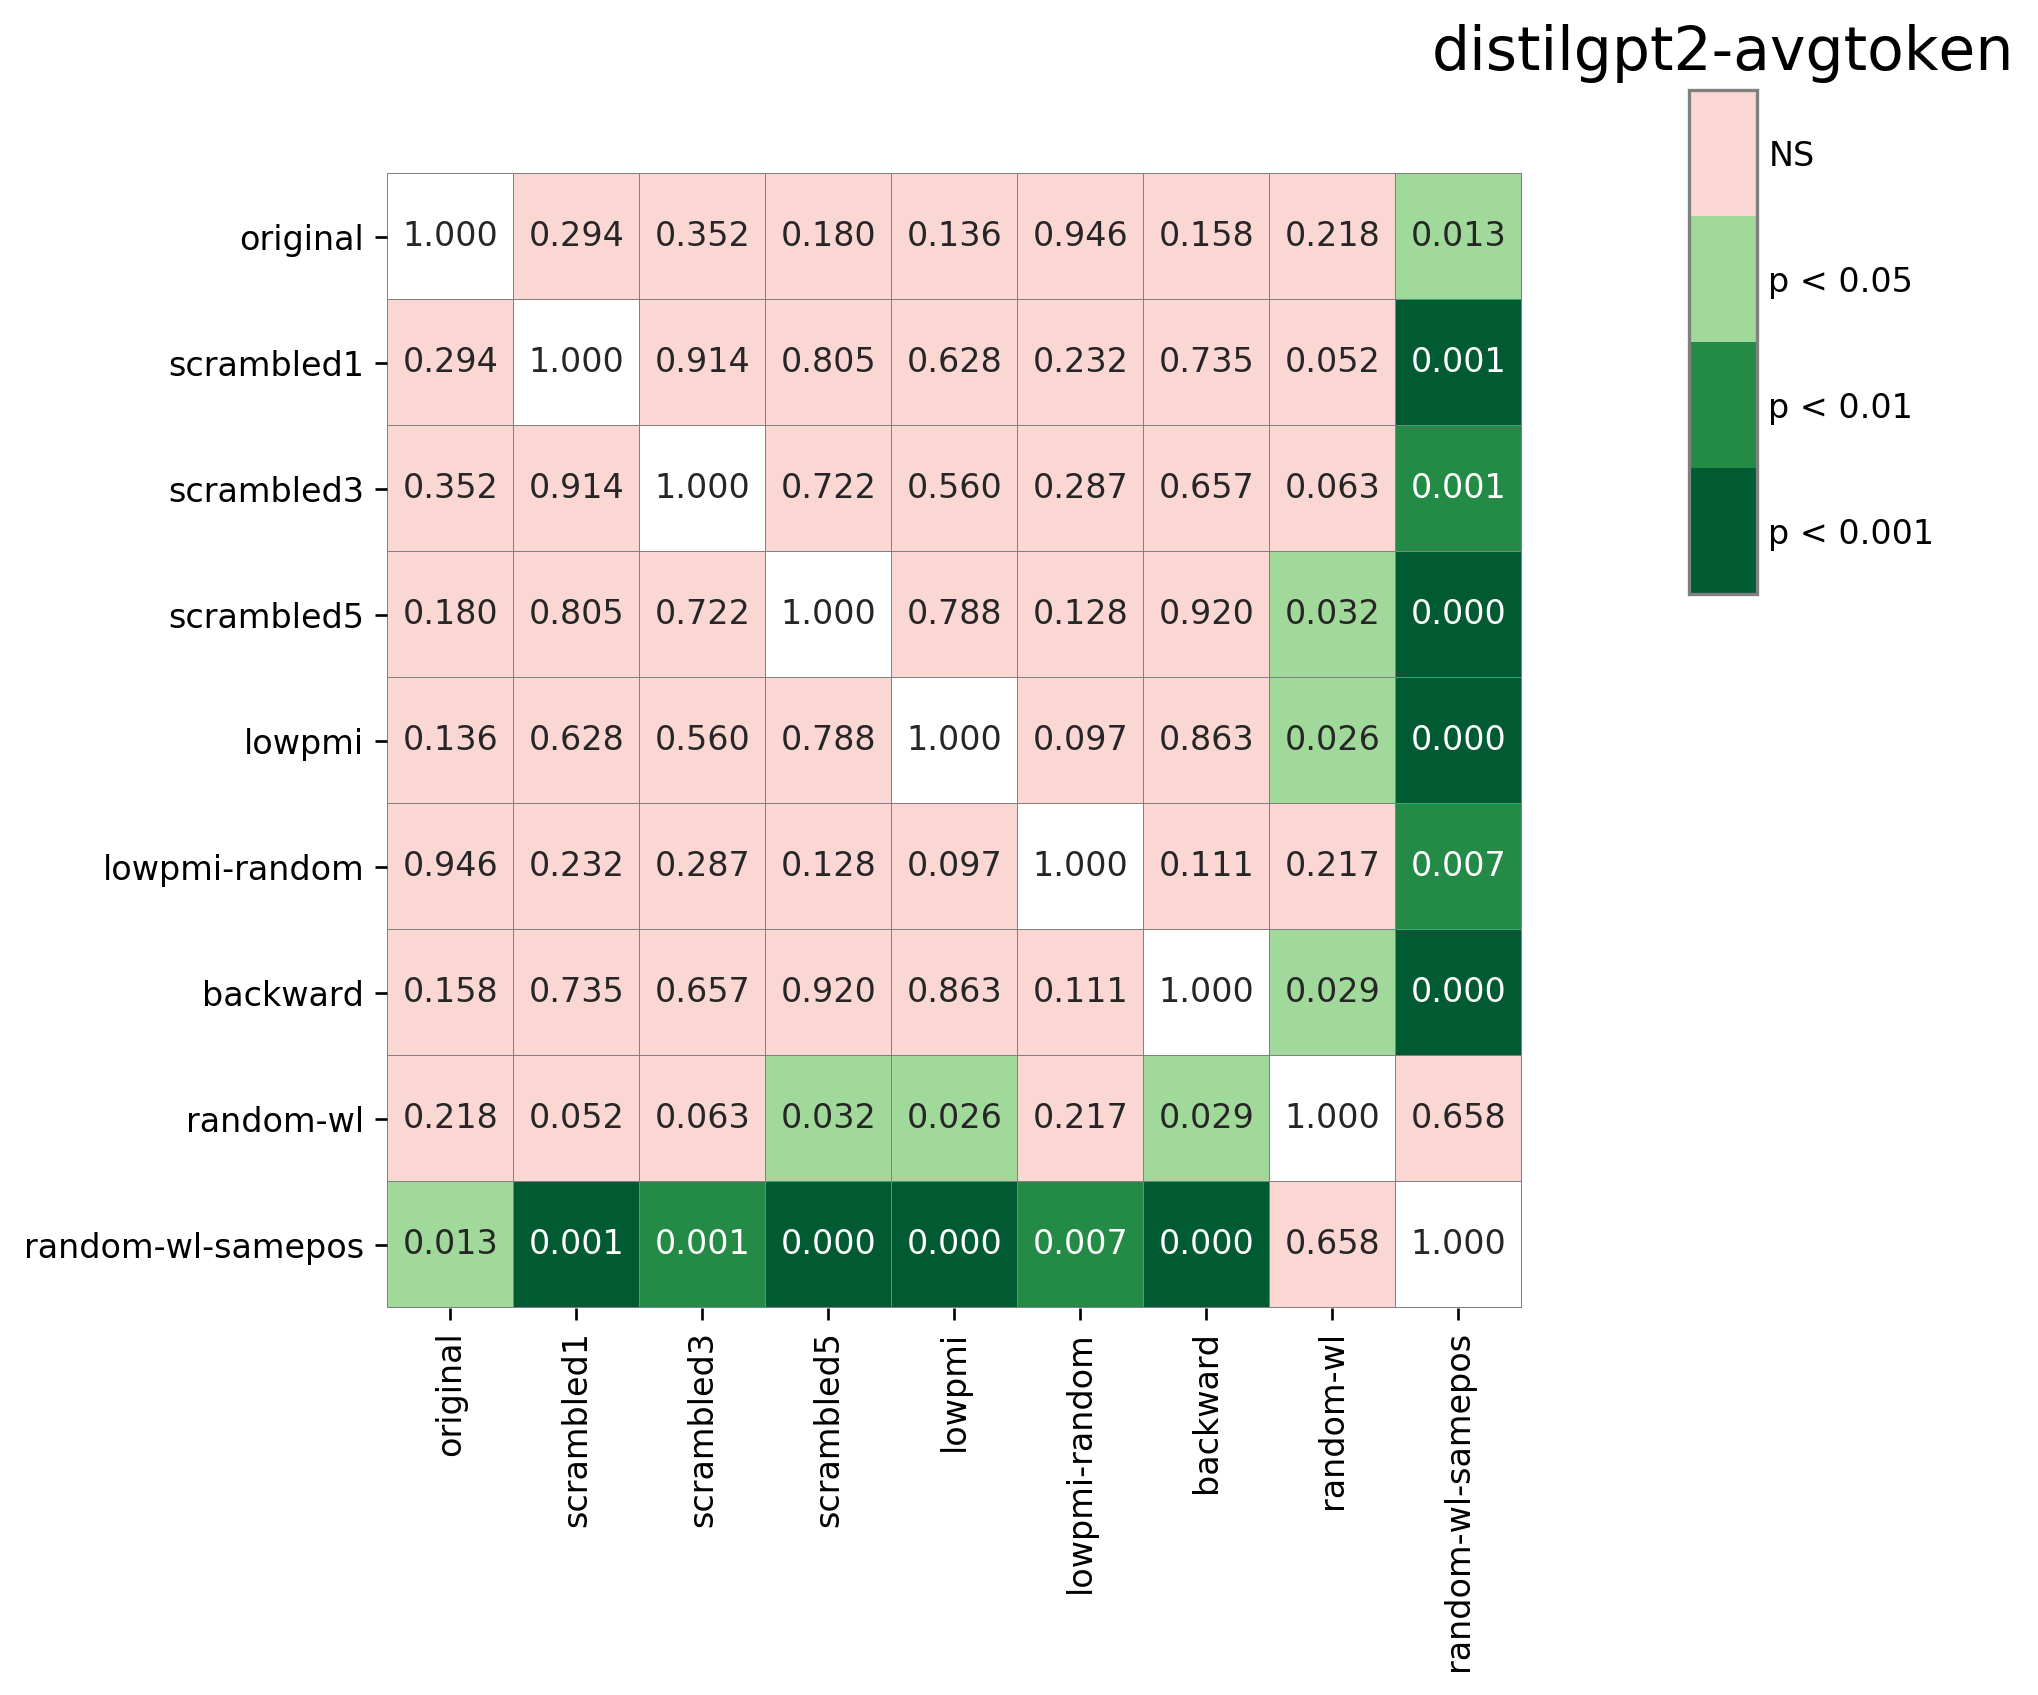 distilgpt2-avgtoken
NS
p < 0.05
p < 0.01
p < 0.001
original 1.000 0.294 0.352 0.180 0.136 0.946 0.158 0.218 0.013
scrambled1 0.294 1.000 0.914 0.805 0.628 0.232 0.735 0.052 0.001
scrambled3 0.352 0.914 1.000 0.722 0.560 0.287 0.657 0.063 0.001
scrambled5 0.180 0.805 0.722 1.000 0.788 0.128 0.920 0.032 0.000
lowpmi 0.136 0.628 0.560 0.788 1.000 0.097 0.863 0.026 0.000
lowpmi-random 0.946 0.232 0.287 0.128 0.097 1.000 0.111 0.217 0.007
backward 0.158 0.735 0.657 0.920 0.863 0.111 1.000 0.029 0.000
random-wl 0.218 0.052 0.063 0.032 0.026 0.217 0.029 1.000 0.658
random-wl-samepos 0.013 0.001 0.001 0.000 0.000 0.007 0.000 0.658 1.000
original
scrambled1
scrambled3
scrambled5
lowpmi
lowpmi-random
backward
random-wl
random-wl-samepos